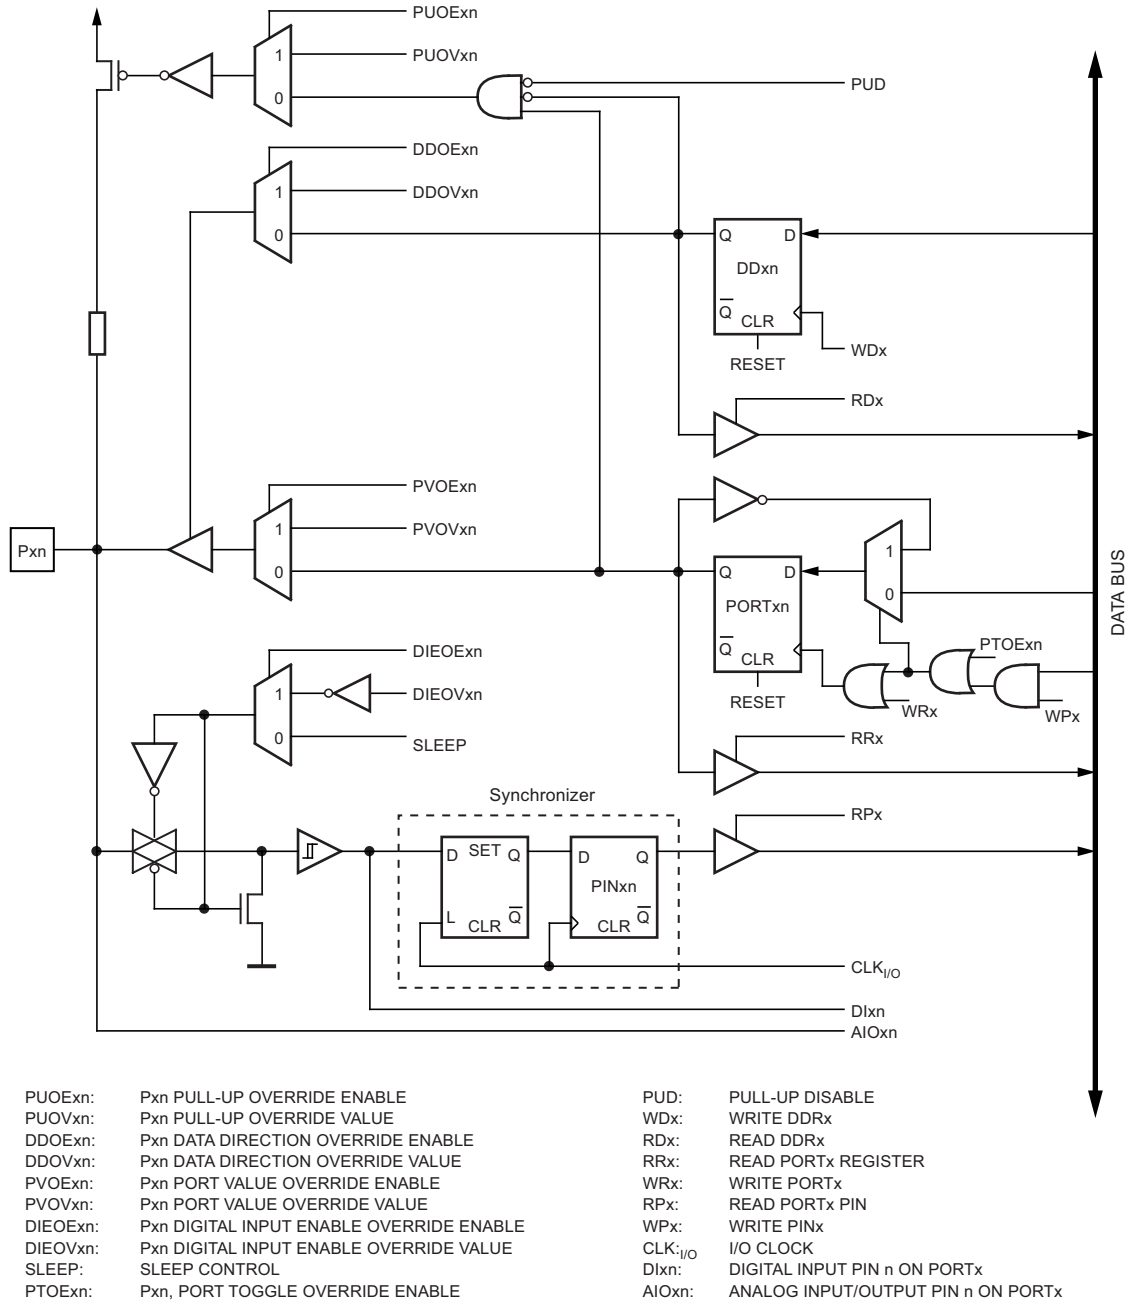 PUOExn
PUOVxn
1
0
PUD
DDOExn
DDOVxn
1
0
Q D
DDxn
Q
CLR
WDx
RESET
RDx
PVOExn
PVOVxn
1
0
Pxn
1
0
Q D
PORTxn
Q
CLR
PTOExn
RESET
WRx
WPx
DATA BUS
DIEOExn
DIEOVxn
1
0
SLEEP
RRx
Synchronizer
RPx
D SET Q
L CLR Q
D Q
PINxn
CLR Q
CLKI/O
DIxn
AIOxn
PUOExn: Pxn PULL-UP OVERRIDE ENABLE
PUOVxn: Pxn PULL-UP OVERRIDE VALUE
DDOExn: Pxn DATA DIRECTION OVERRIDE ENABLE
DDOVxn: Pxn DATA DIRECTION OVERRIDE VALUE
PVOExn: Pxn PORT VALUE OVERRIDE ENABLE
PVOVxn: Pxn PORT VALUE OVERRIDE VALUE
DIEOExn: Pxn DIGITAL INPUT ENABLE OVERRIDE ENABLE
DIEOVxn: Pxn DIGITAL INPUT ENABLE OVERRIDE VALUE
SLEEP: SLEEP CONTROL
PTOExn: Pxn, PORT TOGGLE OVERRIDE ENABLE
PUD: PULL-UP DISABLE
WDx: WRITE DDRx
RDx: READ DDRx
RRx: READ PORTx REGISTER
WRx: WRITE PORTx
RPx: READ PORTx PIN
WPx: WRITE PINx
CLK:I/O I/O CLOCK
DIxn: DIGITAL INPUT PIN n ON PORTx
AIOxn: ANALOG INPUT/OUTPUT PIN n ON PORTx